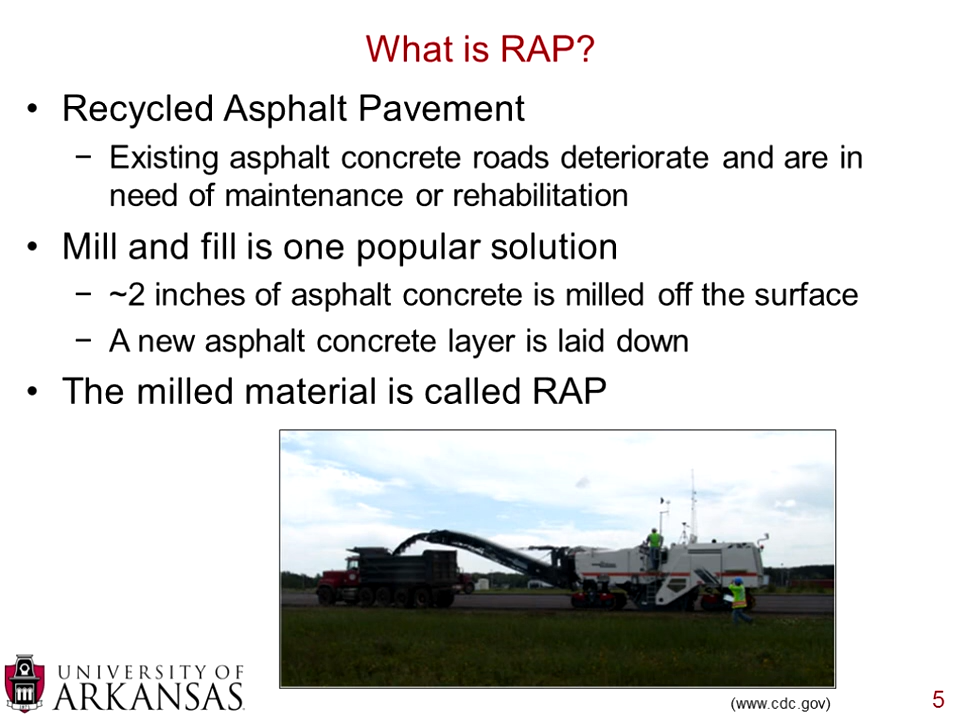 What is RAP?
• Recycled Asphalt Pavement
− Existing asphalt concrete roads deteriorate and are in
need of maintenance or rehabilitation
• Mill and fill is one popular solution
− ~2 inches of asphalt concrete is milled off the surface
− A new asphalt concrete layer is laid down
• The milled material is called RAP
UNIVERSITY OF
ARKANSAS
(www.cdc.gov)
5